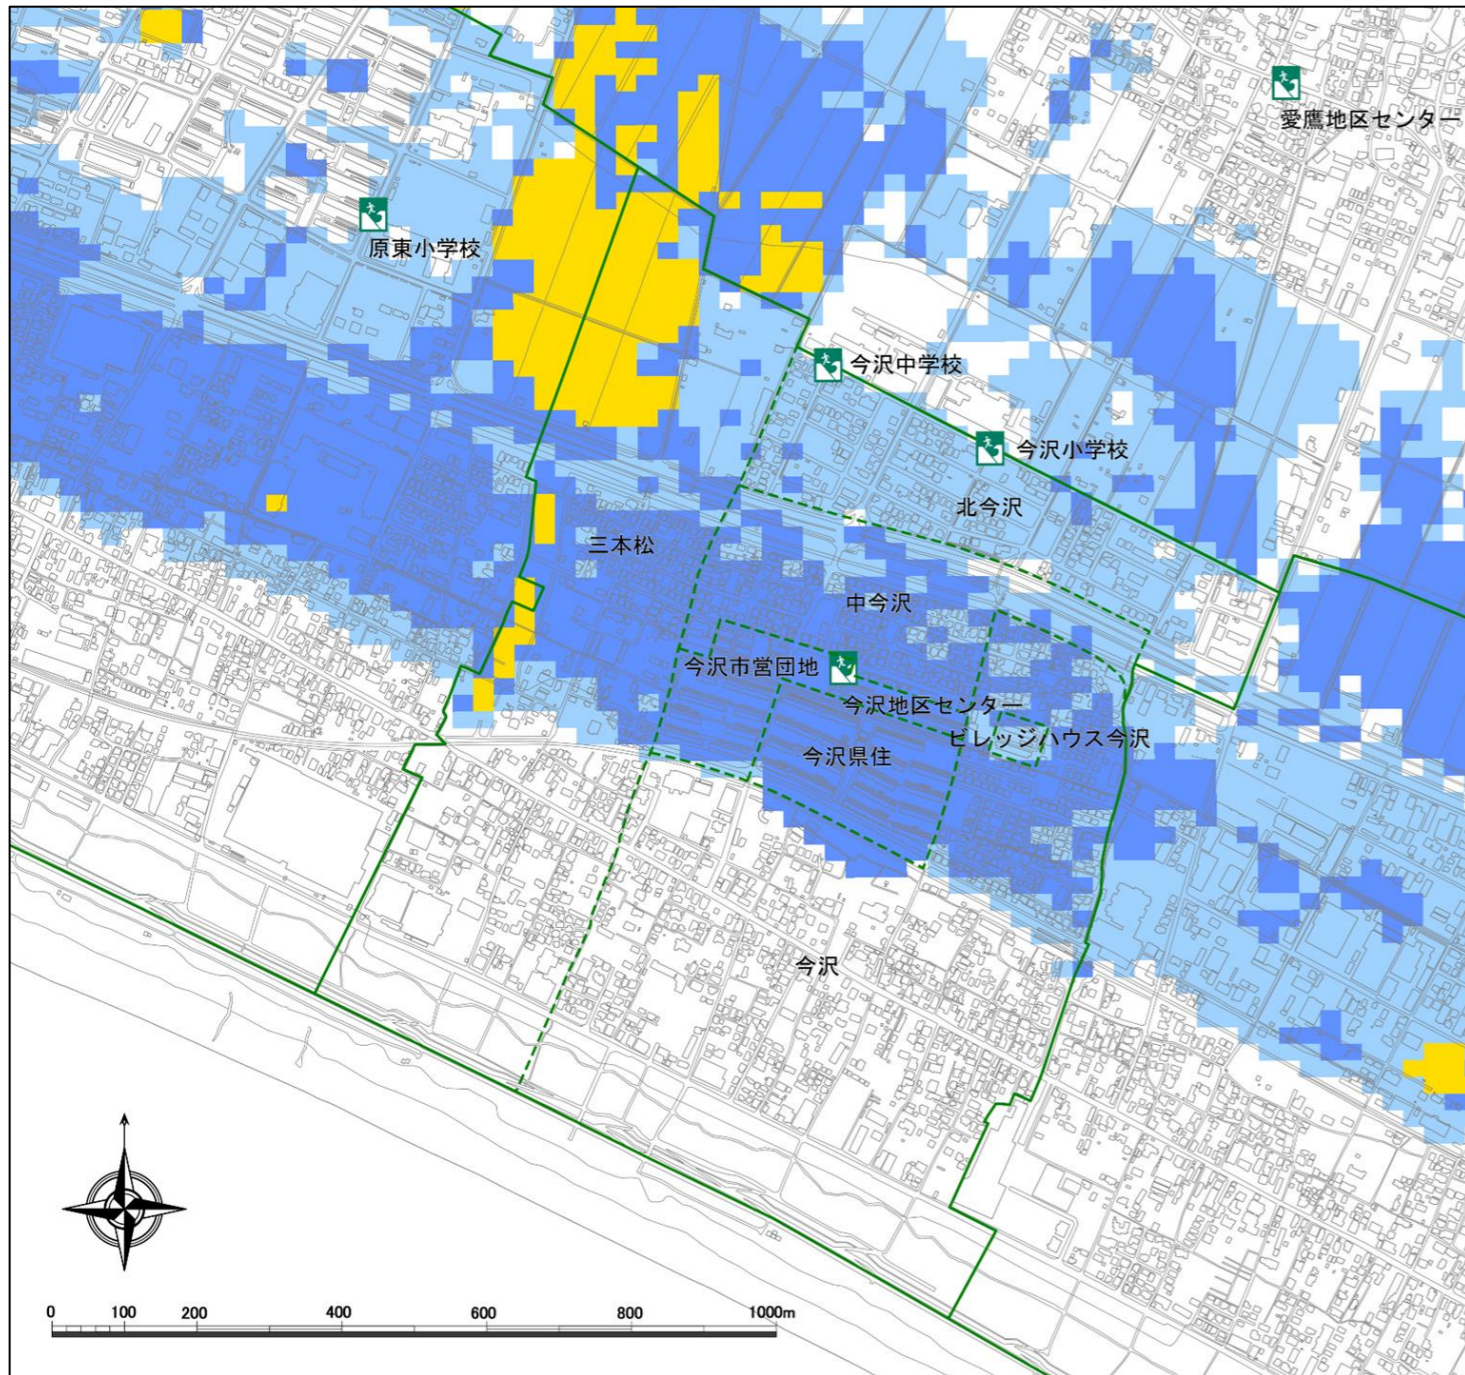 愛鷹地区センター
原東小学校
今沢中学校
今沢小学校
北今沢
三本松
中今沢
今沢市営団地
今沢地区センター
ビレッジハウス今沢
今沢県住
今沢
0 100 200 400 600 800 1000m